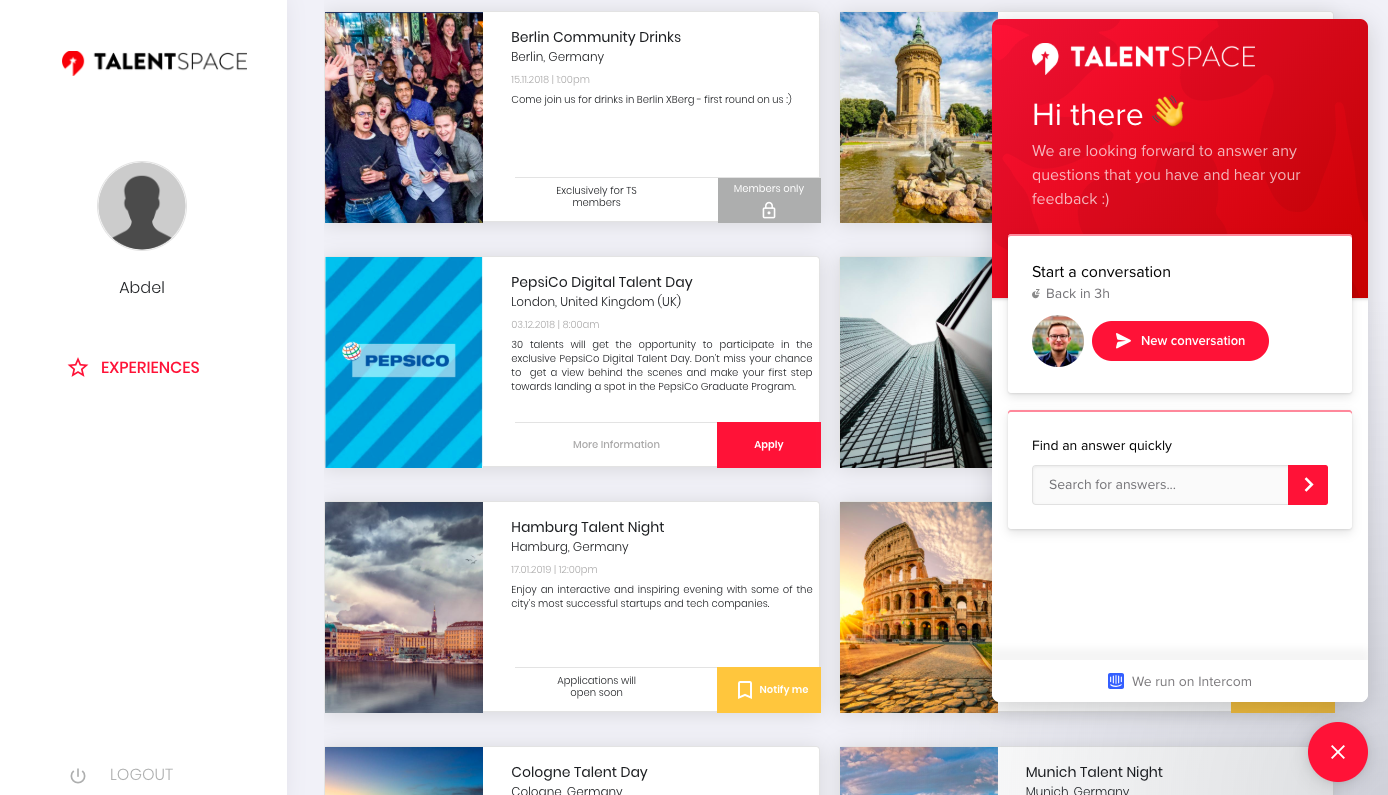 TALENTSPACE
Abdel
EXPERIENCES
LOGOUT
Berlin Community Drinks
Berlin, Germany
15.11.2018 | 1:00pm
Come join us for drinks in Berlin XBerg - first round on us :)
Exclusively for TS
members
Members only
PEPSICO
PepsiCo Digital Talent Day
London, United Kingdom (UK)
03.12.2018 | 8:00am
30 talents will get the opportunity to participate in the
exclusive PepsiCo Digital Talent Day. Don't miss your chance
to get a view behind the scenes and make your first step
towards landing a spot in the PepsiCo Graduate Program.
More Information
Apply
Hamburg Talent Night
Hamburg, Germany
17.01.2019 | 12:00pm
Enjoy an interactive and inspiring evening with some of the
city's most successful startups and tech companies.
Applications will
open soon
Notify me
Cologne Talent Day
Cologne, Germany
Munich Talent Night
Munich, Germany
TALENTSPACE
Hi there 👋
We are looking forward to answer any
questions that you have and hear your
feedback :)
Start a conversation
Back in 3h
New conversation
Find an answer quickly
Search for answers...
We run on Intercom